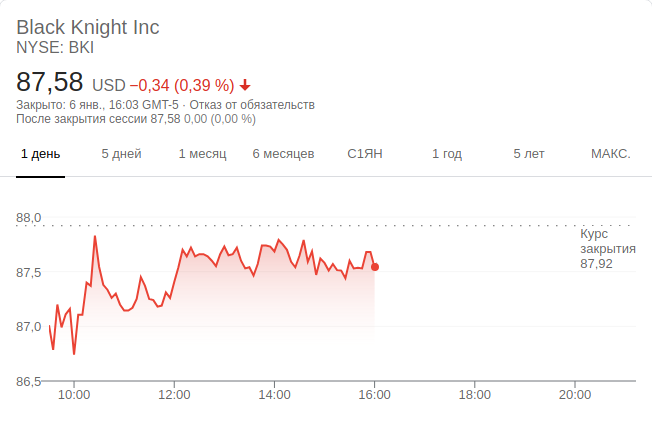 Black Knight Inc
NYSE: BKI
87,58 USD −0,34 (0,39 %)
Закрыто: 6 янв., 16:03 GMT-5 · Отказ от обязательств
После закрытия сессии 87,58 0,00 (0,00 %)
1 день 5 дней 1 месяц 6 месяцев С1ЯН 1 год 5 лет МАКС.
88,0
Курс
закрытия
87,92
87,5
87,0
86,5
10:00 12:00 14:00 16:00 18:00 20:00